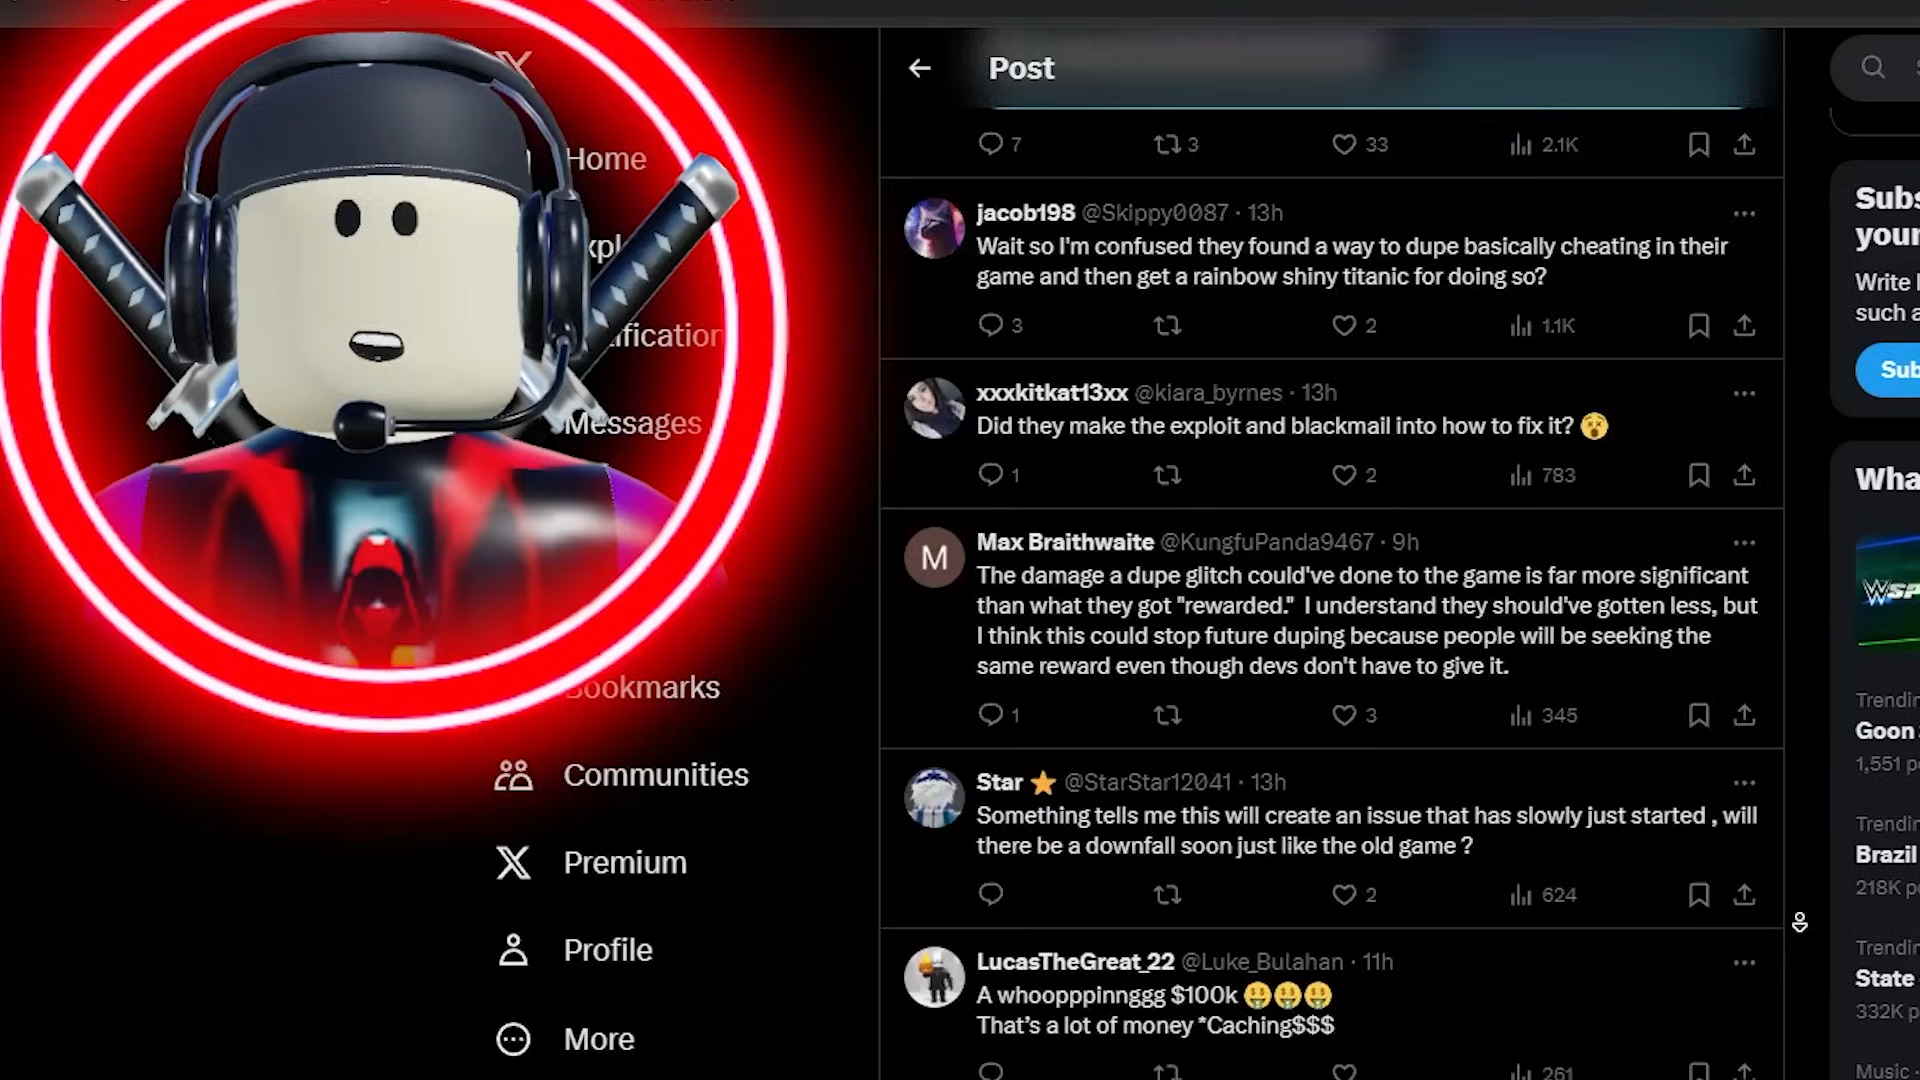 Post
7 3 33 2.1K
Home
jacob198 @Skippy0087 · 13h
Wait so I'm confused they found a way to dupe basically cheating in their
game and then get a rainbow shiny titanic for doing so?
3 2 1.1K
xxxkitkat13xx @kiara_byrnes · 13h
Did they make the exploit and blackmail into how to fix it? 😵
1 2 783
Messages
Max Braithwaite @KungfuPanda9467 · 9h
M
The damage a dupe glitch could've done to the game is far more significant
than what they got "rewarded." I understand they should've gotten less, but
I think this could stop future duping because people will be seeking the
same reward even though devs don't have to give it.
1 3 345
Bookmarks
Communities
Star ⭐ @StarStar12041 · 13h
Something tells me this will create an issue that has slowly just started , will
there be a downfall soon just like the old game ?
2 624
Premium
Profile
LucasTheGreat_22 @Luke_Bulahan · 11h
A whoopppinnggg $100k 🤑🤑🤑
That's a lot of money *Caching$$$
261
More
Subs
your
Write
such a
Sub
Wha
Trendin
Goon
1,551 p
Trendin
Brazil
218K p
Trendin
State
332K p
Music